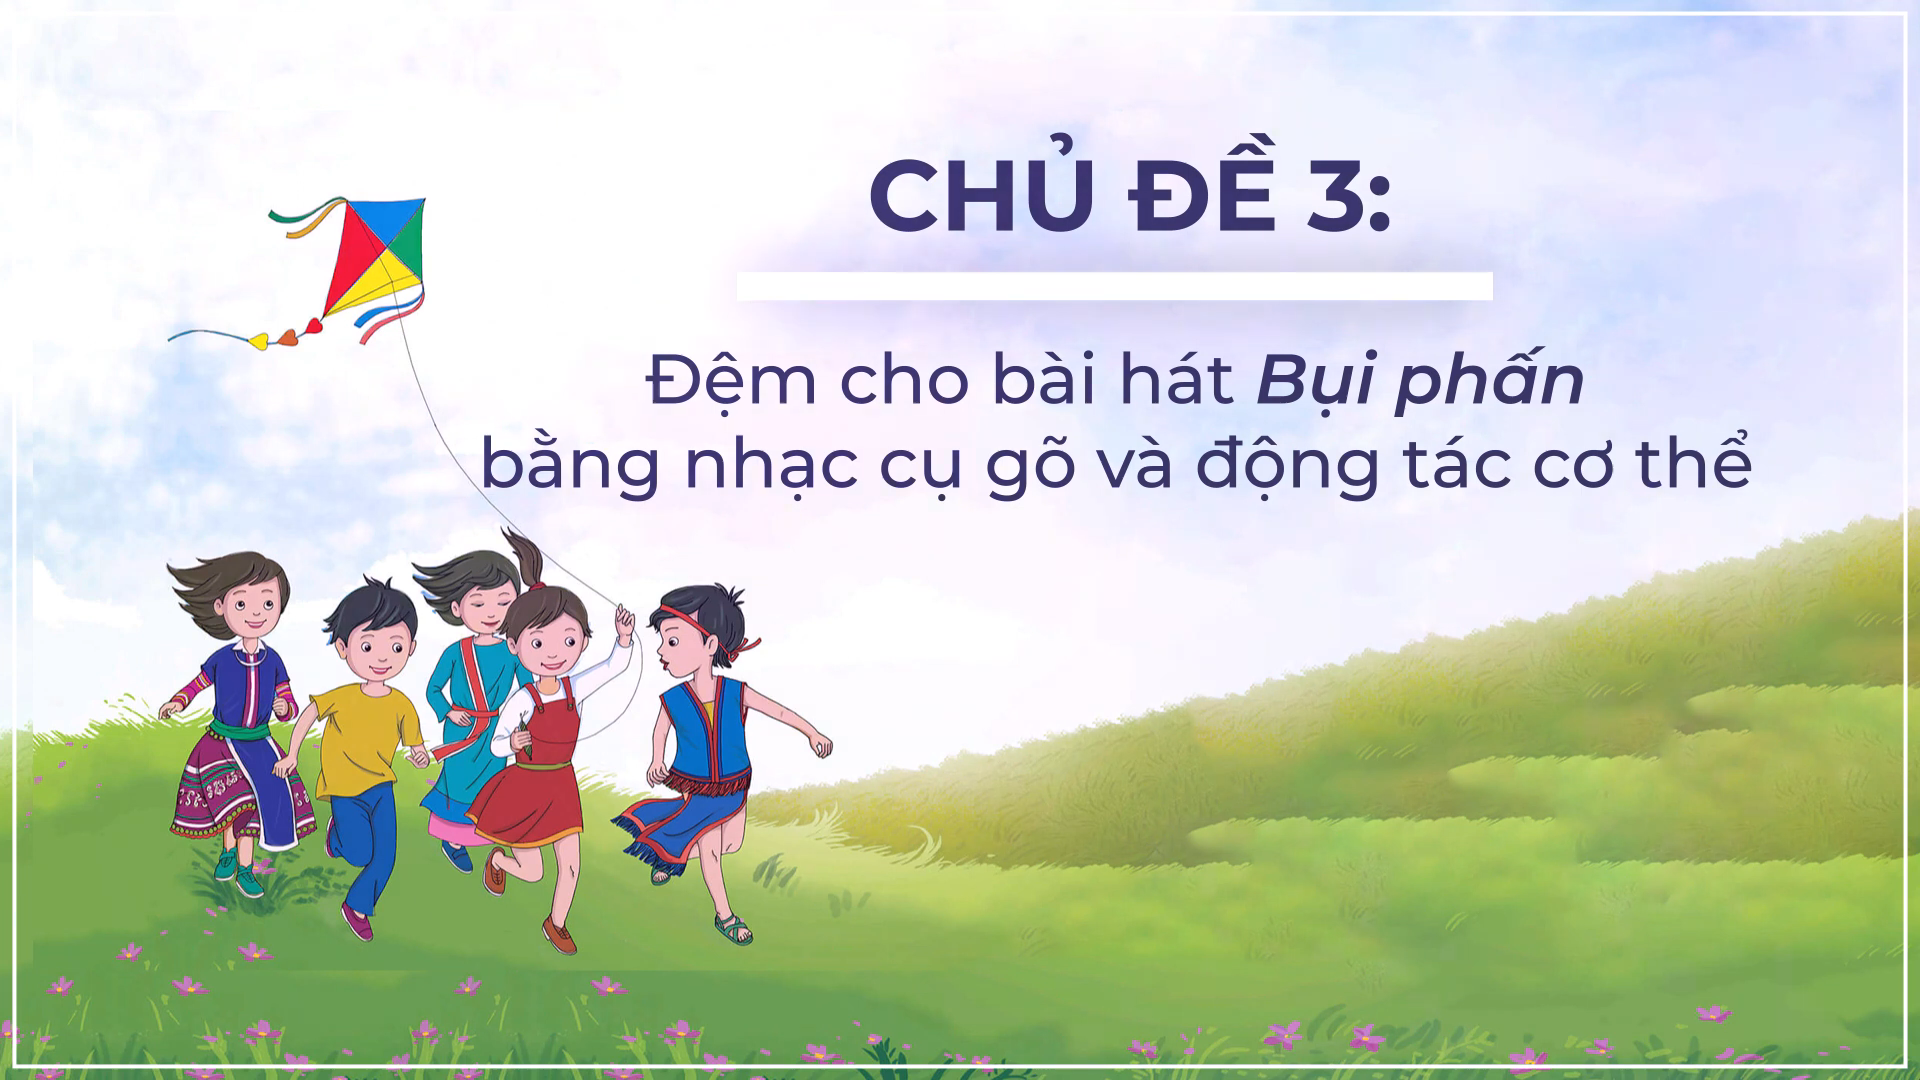 CHỦ ĐỀ 3:
Đệm cho bài hát Bụi phấn
bằng nhạc cụ gõ và động tác cơ thể